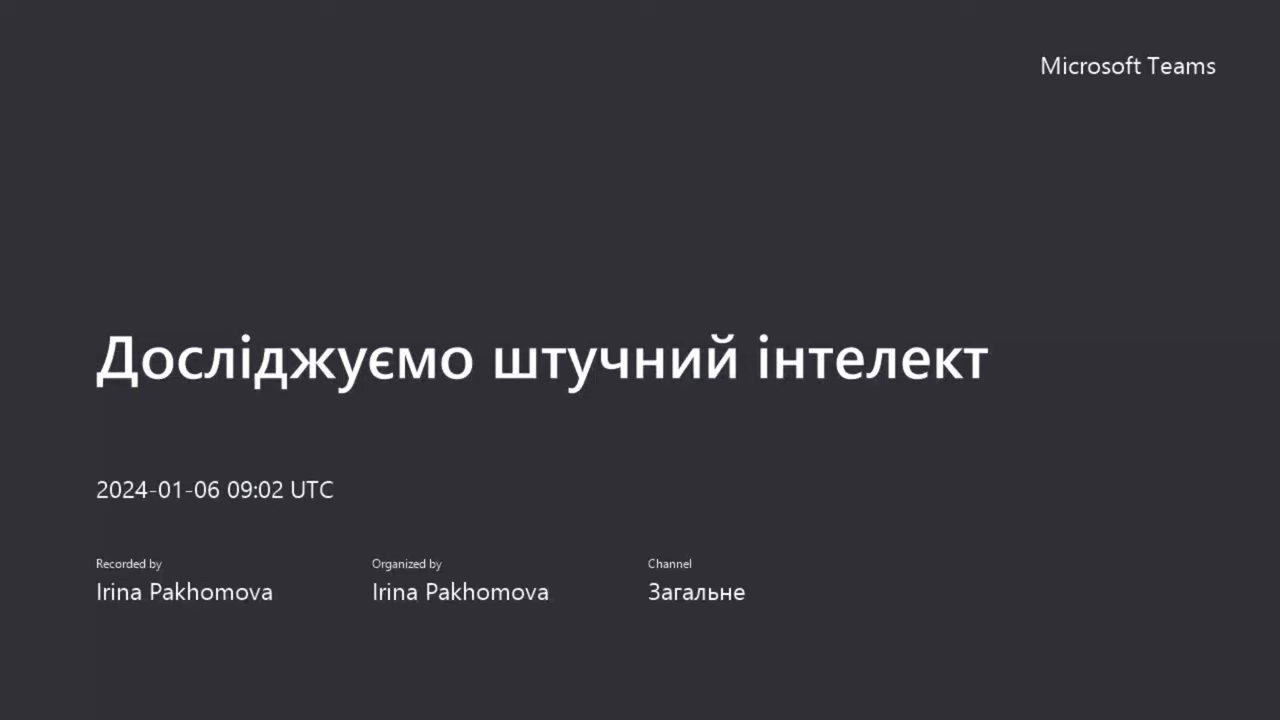 Microsoft Teams
Досліджуємо штучний інтелект
2024-01-06 09:02 UTC
Recorded by Organized by Channel
Irina Pakhomova Irina Pakhomova Загальне